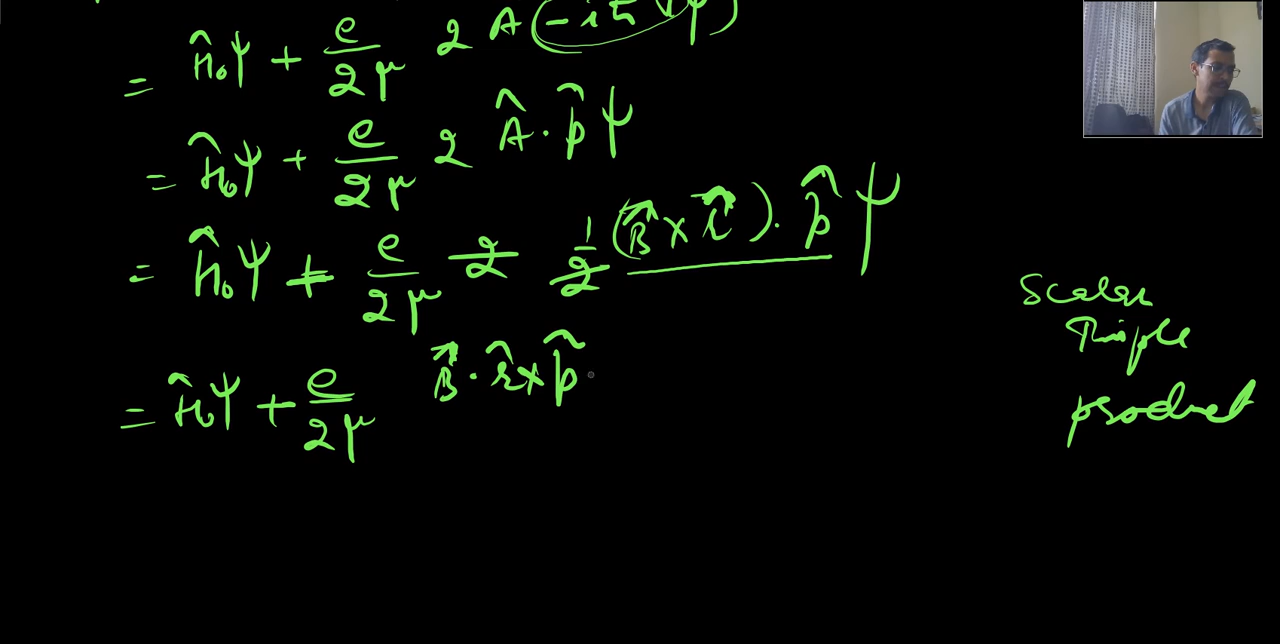 = Ĥ₀ψ + e/2μ 2 A (-iℏ ∇ψ)
= Ĥ₀ψ + e/2μ 2 Â · p̂ ψ
= Ĥ₀ψ + e/2μ 2 1/2 (B⃗ × r⃗) · p̂ ψ
Scalar
Triple
product
= Ĥ₀ψ + e/2μ B⃗ · r̂ × p̂